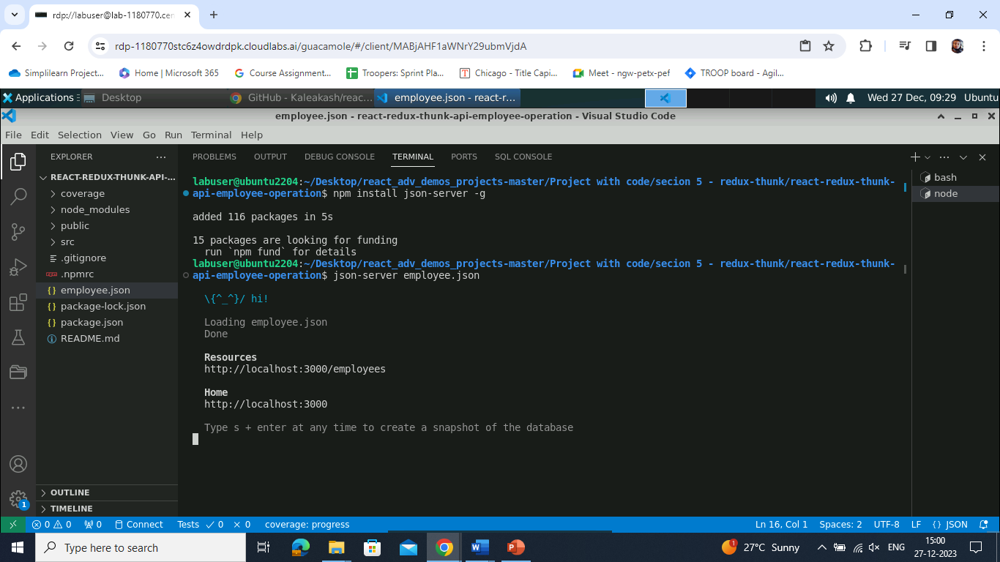 rdp://labuser@lab-1180770.cen
rdp-1180770stc6z4owdrdpk.cloudlabs.ai/guacamole/#/client/MABjAHF1aWNrY29ubmVjdA
Simplilearn Project...
Home | Microsoft 365
Course Assignment...
Troopers: Sprint Pla...
Chicago - Title Capi...
Meet - ngw-petx-pef
TROOP board - Agil...
Applications
Desktop
GitHub - Kaleakash/reac...
employee.json - react-r...
Wed 27 Dec, 09:29 Ubuntu
employee.json - react-redux-thunk-api-employee-operation - Visual Studio Code
File Edit Selection View Go Run Terminal Help
EXPLORER
REACT-REDUX-THUNK-API-...
coverage
node_modules
public
src
.gitignore
.npmrc
employee.json
package-lock.json
package.json
README.md
OUTLINE
TIMELINE
1
PROBLEMS OUTPUT DEBUG CONSOLE TERMINAL PORTS SQL CONSOLE
labuser@ubuntu2204:~/Desktop/react_adv_demos_projects-master/Project with code/secion 5 - redux-thunk/react-redux-thunk-
api-employee-operation$ npm install json-server -g
added 116 packages in 5s
15 packages are looking for funding
run `npm fund` for details
labuser@ubuntu2204:~/Desktop/react_adv_demos_projects-master/Project with code/secion 5 - redux-thunk/react-redux-thunk-
api-employee-operation$ json-server employee.json
\{^_^}/ hi!
Loading employee.json
Done
Resources
http://localhost:3000/employees
Home
http://localhost:3000
Type s + enter at any time to create a snapshot of the database
bash
node
0 0 0 Connect Tests 0 0 coverage: progress
Ln 16, Col 1 Spaces: 2 UTF-8 LF {} JSON
Type here to search
1
27°C Sunny
ENG
15:00
27-12-2023